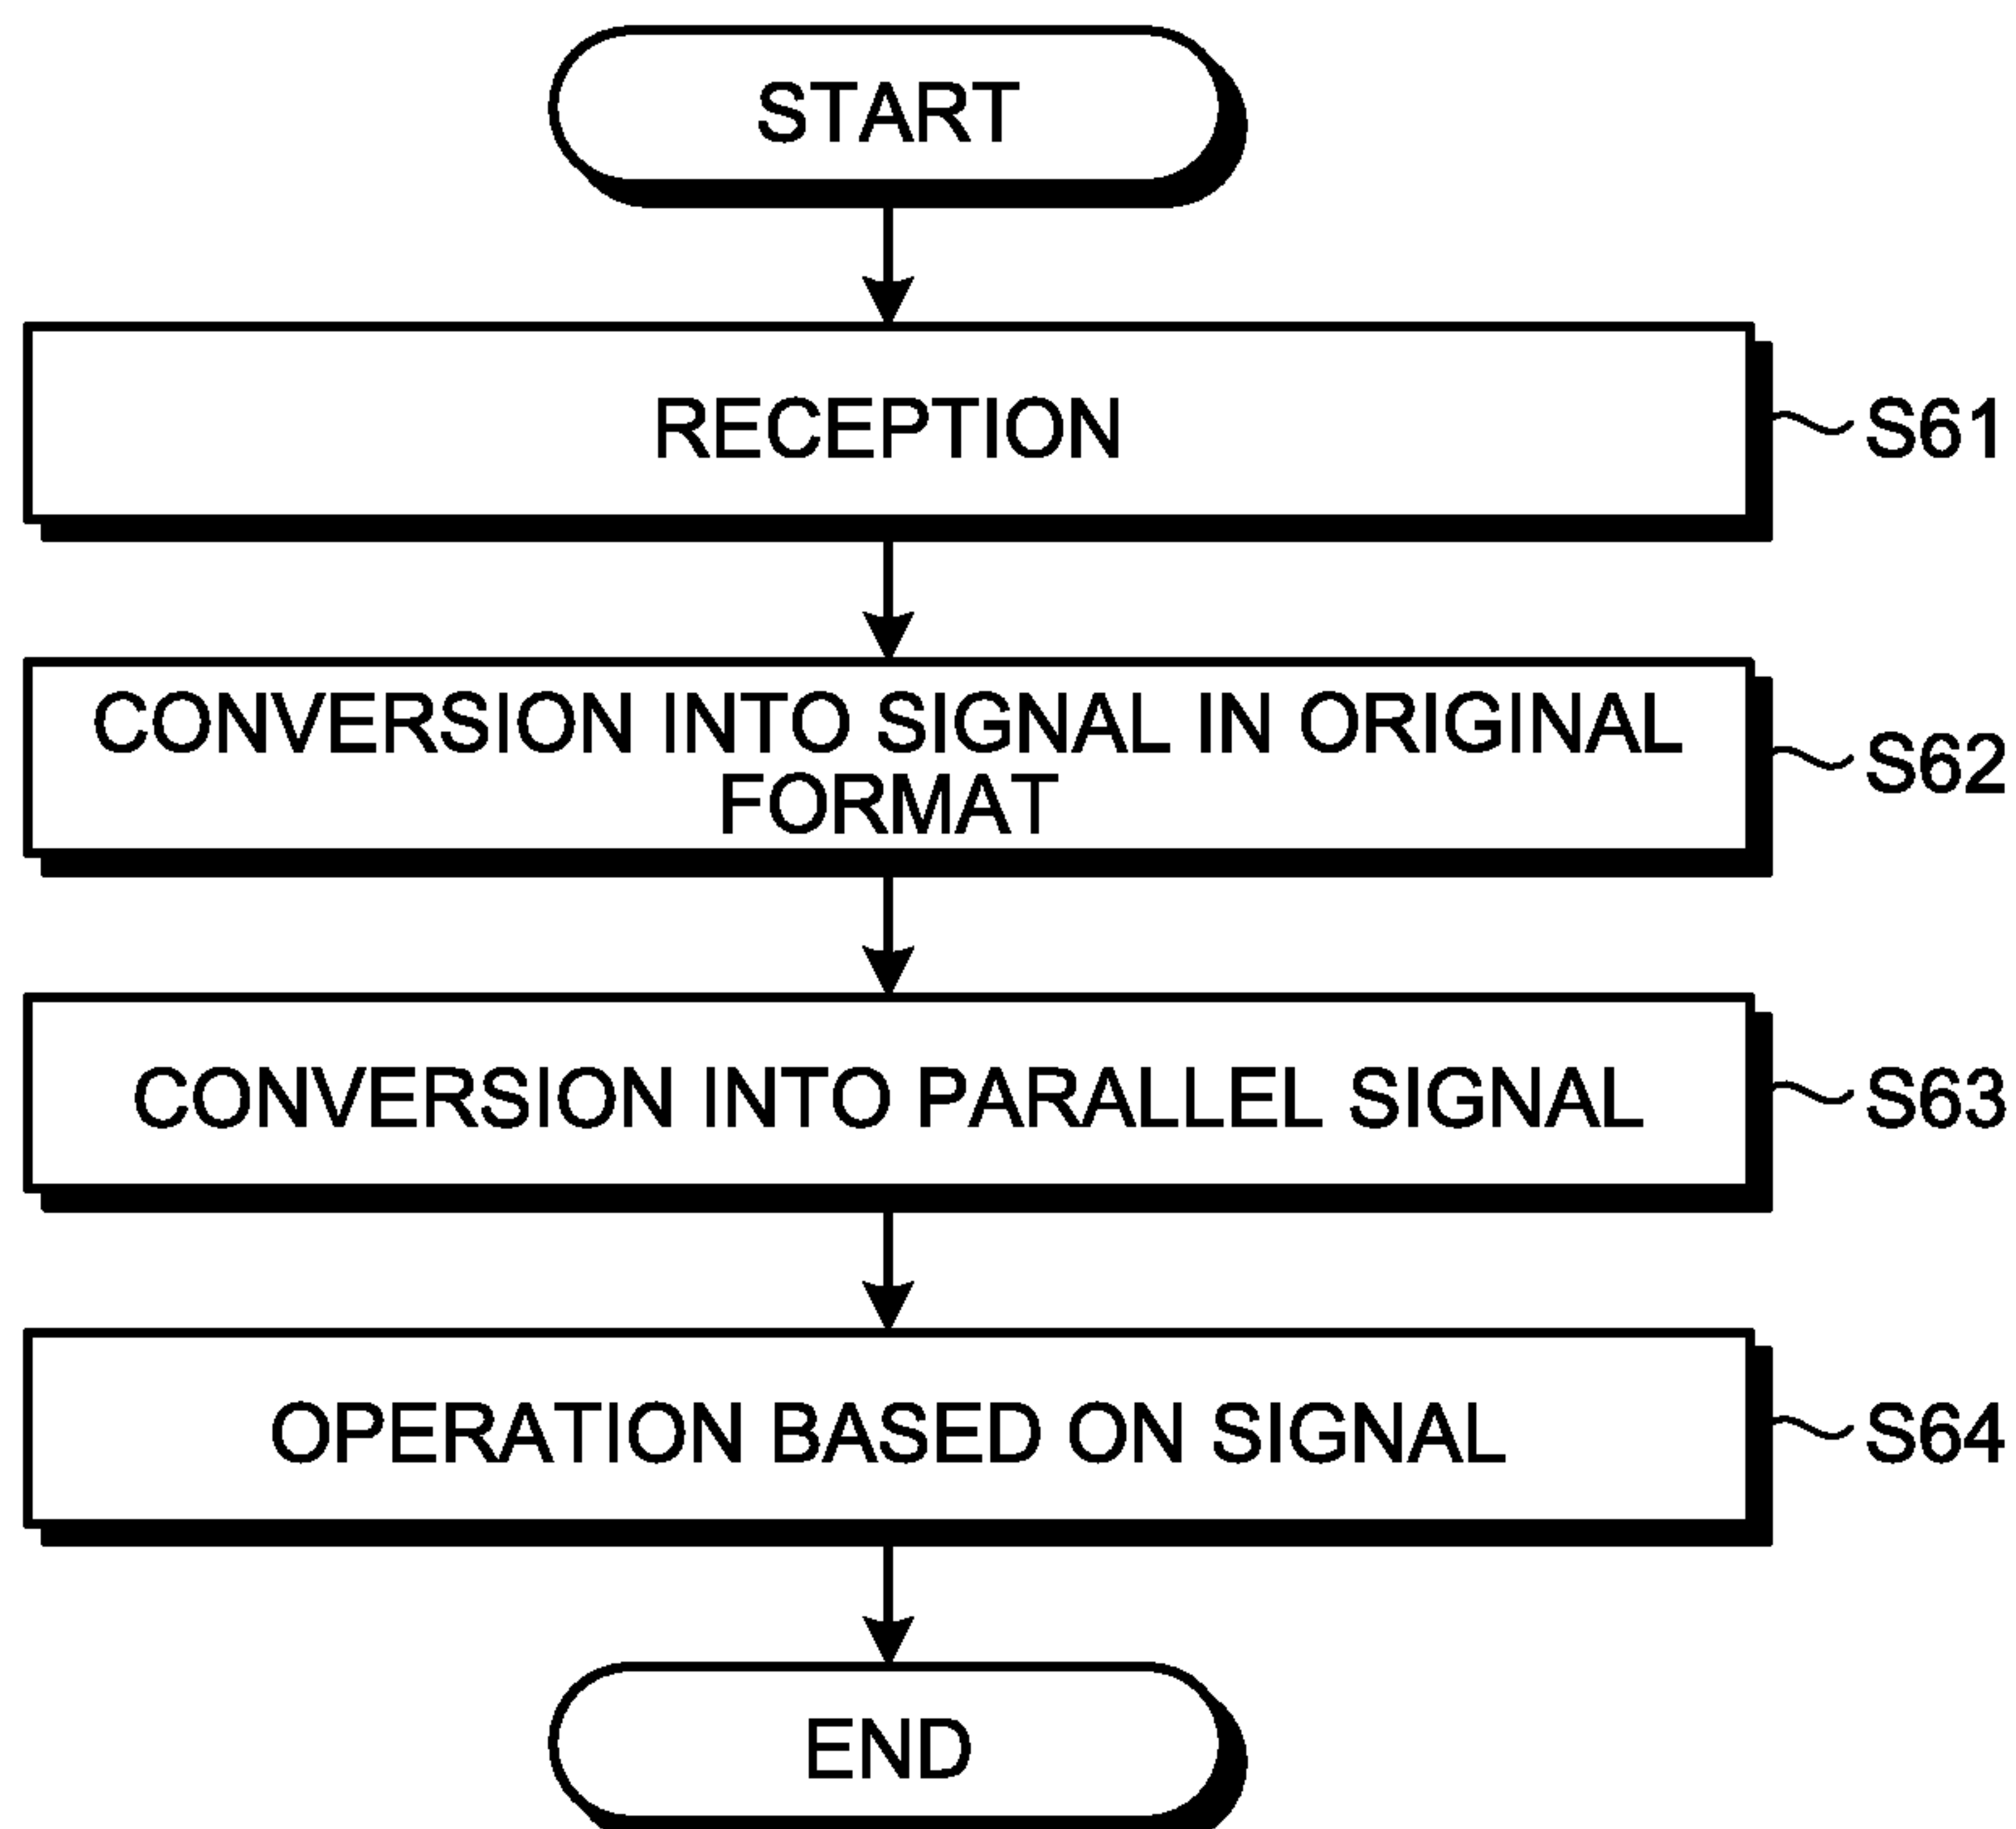 START
RECEPTION
S61
CONVERSION INTO SIGNAL IN ORIGINAL
FORMAT
S62
CONVERSION INTO PARALLEL SIGNAL
S63
OPERATION BASED ON SIGNAL
S64
END